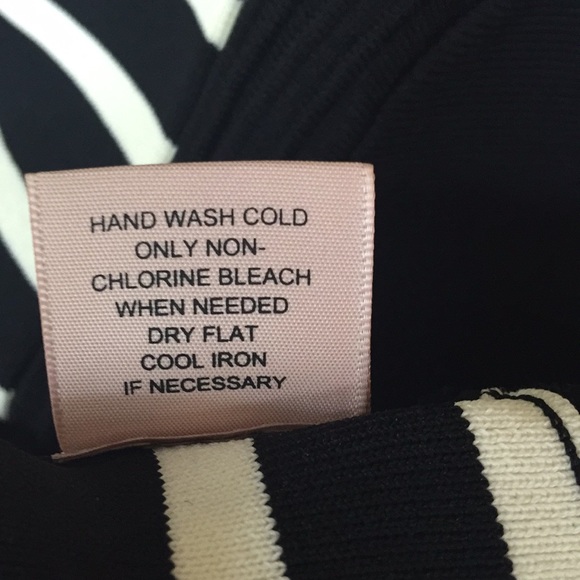 HAND WASH COLD
ONLY NON-
CHLORINE BLEACH
WHEN NEEDED
DRY FLAT
COOL IRON
IF NECESSARY